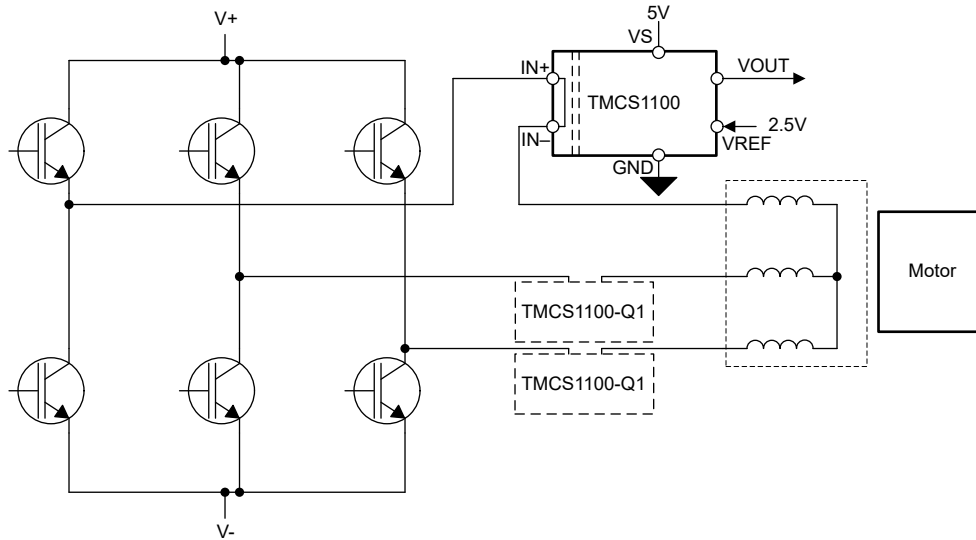 V+
5V
VS
IN+
VOUT
TMCS1100
IN–
2.5V
VREF
GND
Motor
TMCS1100-Q1
TMCS1100-Q1
V-